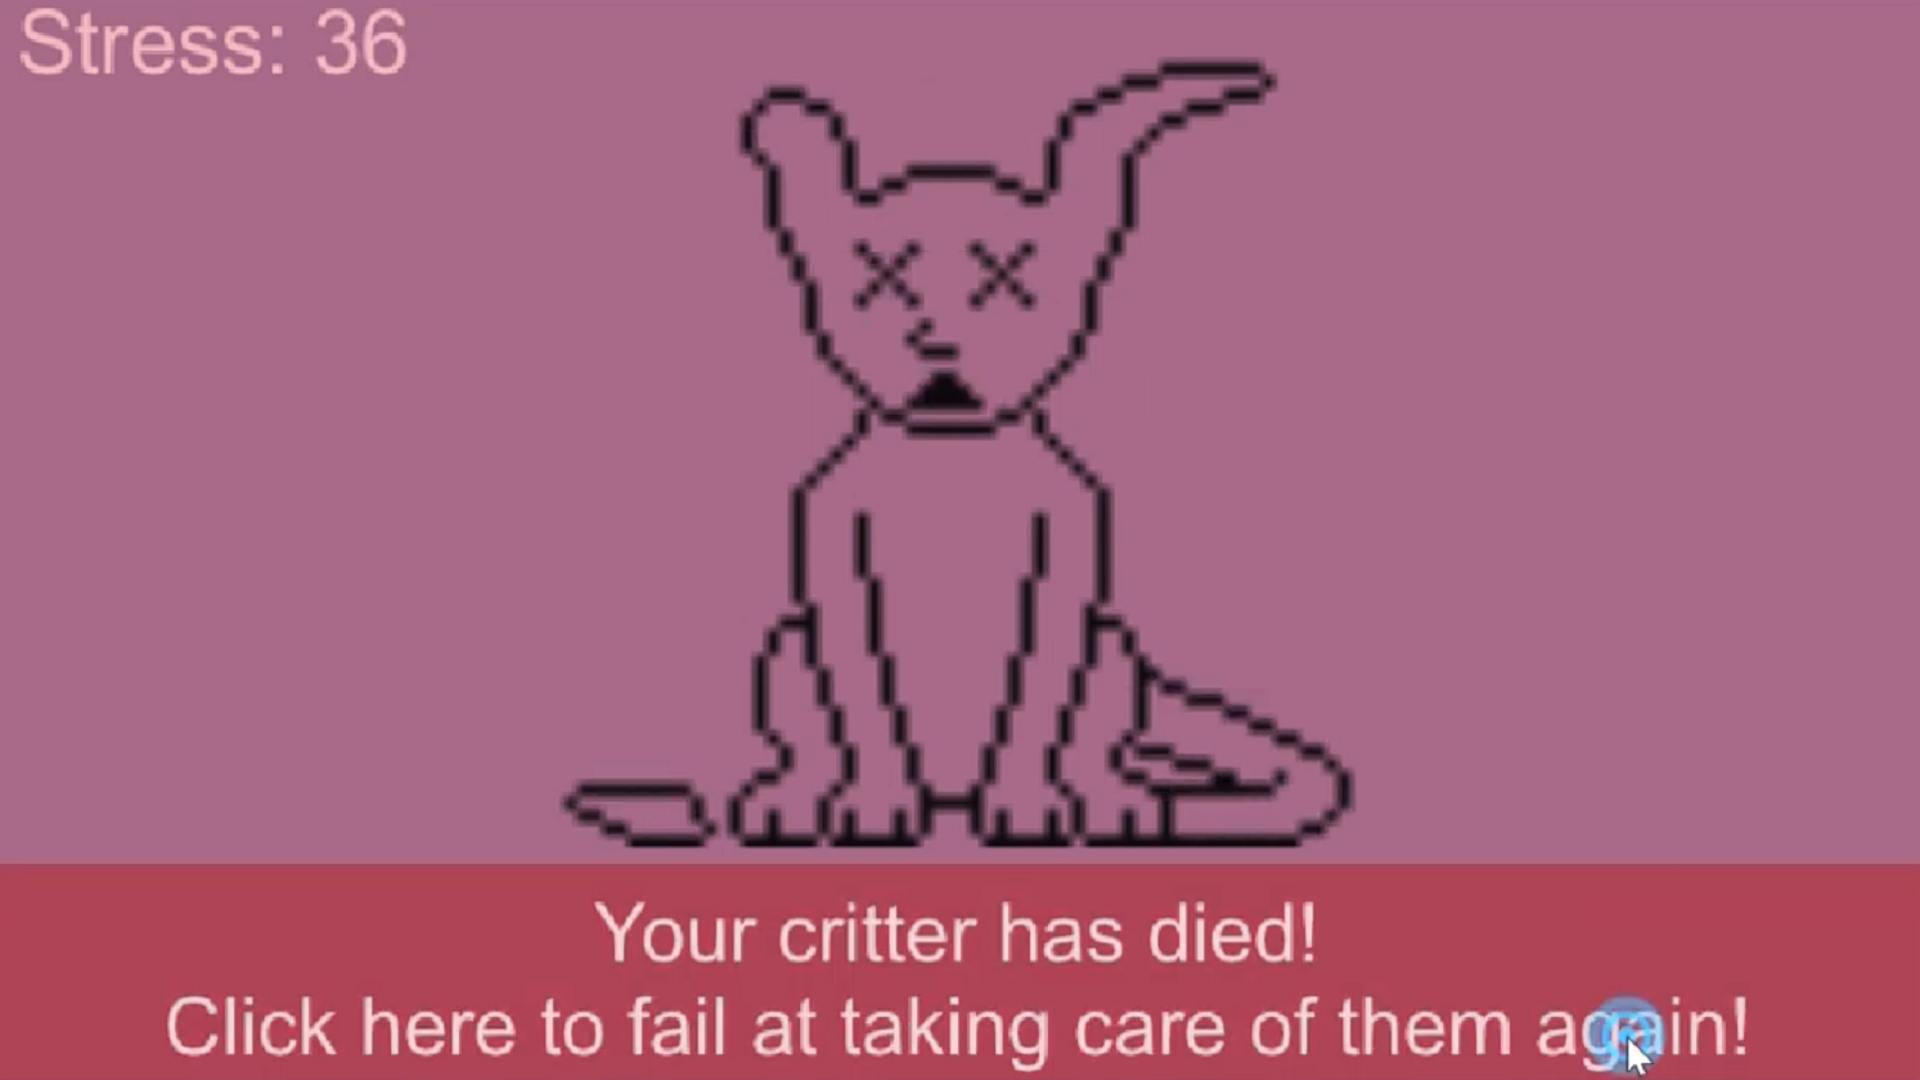 Stress: 36
Your critter has died!
Click here to fail at taking care of them again!